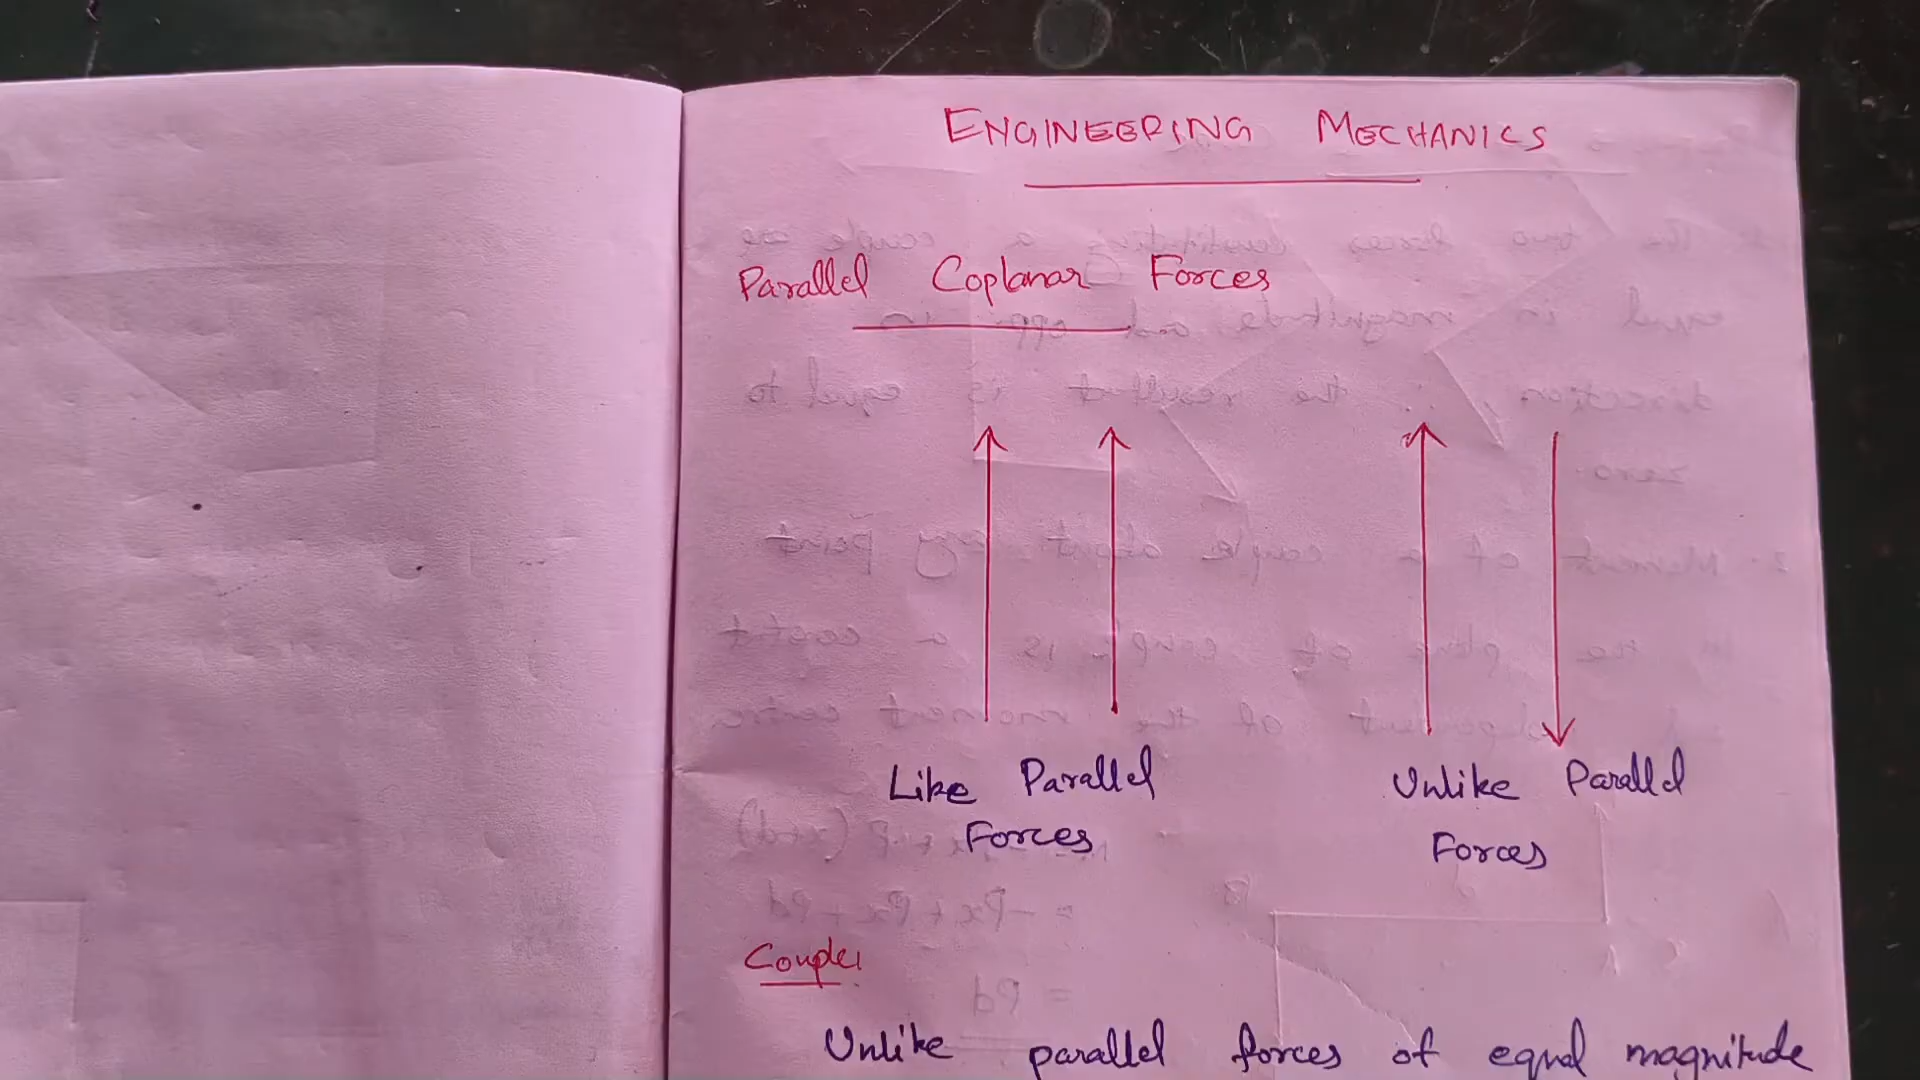 ENGINEERING MECHANICS
Parallel Coplanar Forces
Like Parallel
Forces
Unlike Parallel
Forces
Couple:
Unlike parallel forces of equal magnitude